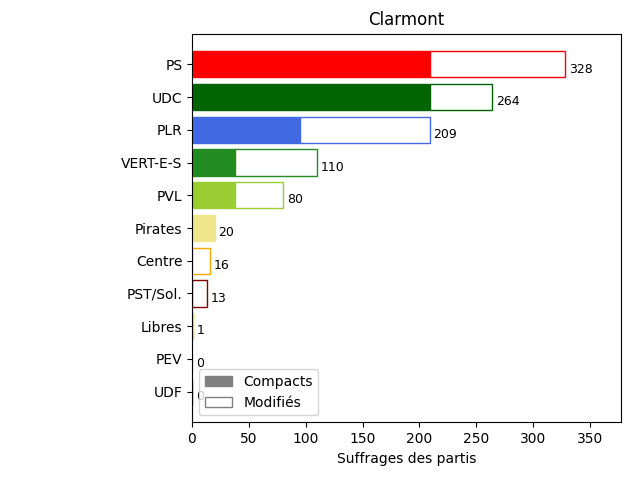 Clarmont
PS 328
UDC 264
PLR 209
VERT-E-S 110
PVL 80
Pirates 20
Centre 16
PST/Sol. 13
Libres 1
PEV 0
UDF 0
Compacts
Modifiés
0 50 100 150 200 250 300 350
Suffrages des partis